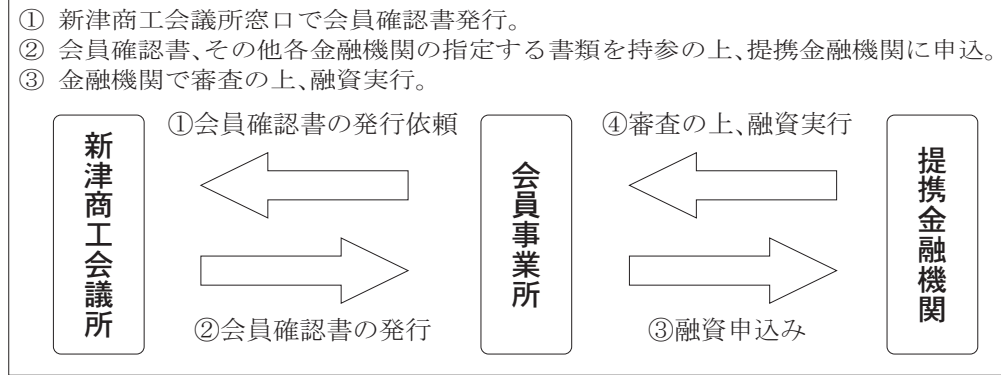 ① 新津商工会議所窓口で会員確認書発行。
② 会員確認書、その他各金融機関の指定する書類を持参の上、提携金融機関に申込。
③ 金融機関で審査の上、融資実行。
新津商工会議所
①会員確認書の発行依頼
②会員確認書の発行
会員事業所
④審査の上、融資実行
③融資申込み
提携金融機関